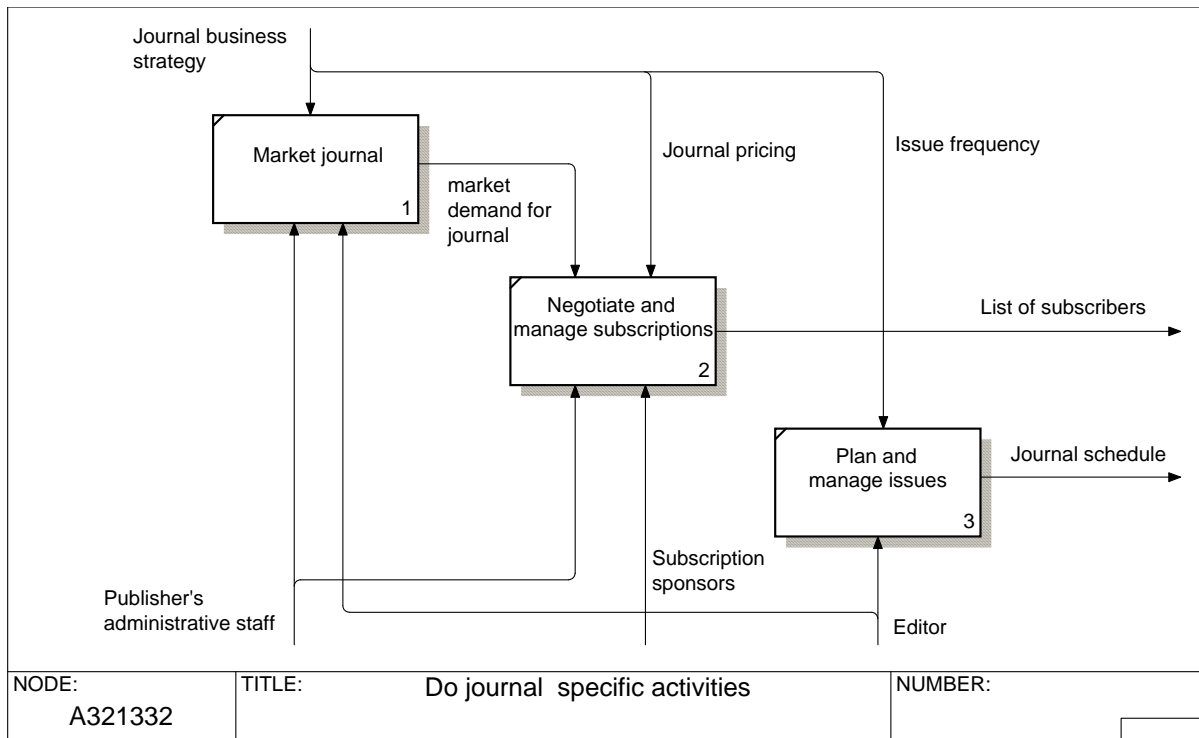 Journal business
strategy
Market journal
1
market
demand for
journal
Journal pricing
Issue frequency
Negotiate and
manage subscriptions
2
List of subscribers
Plan and
manage issues
3
Journal schedule
Subscription
sponsors
Publisher's
administrative staff
Editor
NODE:
A321332
TITLE:
Do journal  specific activities
NUMBER: